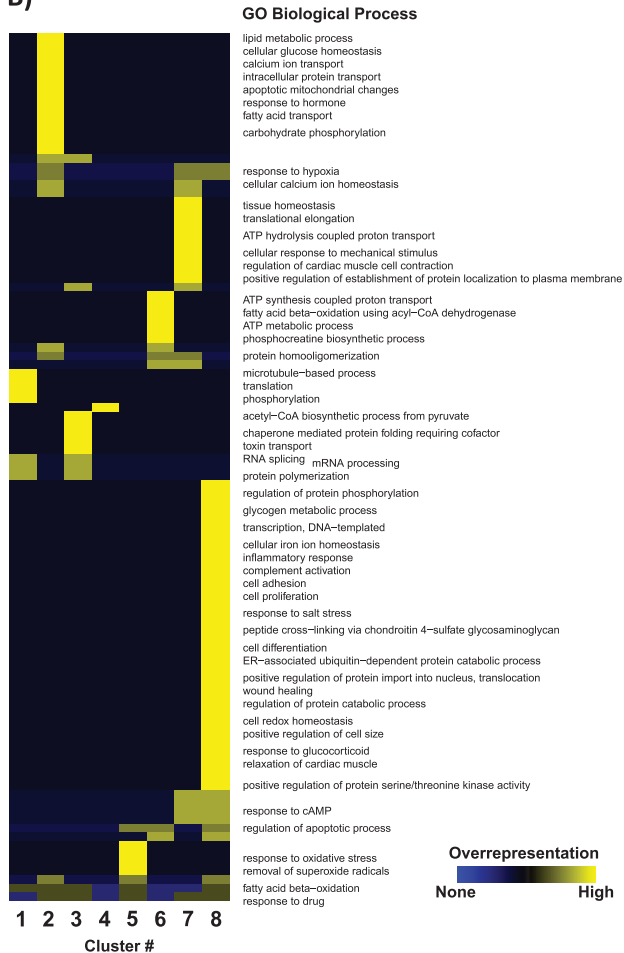 D)
GO Biological Process
lipid metabolic process
cellular glucose homeostasis
calcium ion transport
intracellular protein transport
apoptotic mitochondrial changes
response to hormone
fatty acid transport
carbohydrate phosphorylation
response to hypoxia
cellular calcium ion homeostasis
tissue homeostasis
translational elongation
ATP hydrolysis coupled proton transport
cellular response to mechanical stimulus
regulation of cardiac muscle cell contraction
positive regulation of establishment of protein localization to plasma membrane
ATP synthesis coupled proton transport
fatty acid beta−oxidation using acyl−CoA dehydrogenase
ATP metabolic process
phosphocreatine biosynthetic process
protein homooligomerization
microtubule−based process
translation
phosphorylation
acetyl−CoA biosynthetic process from pyruvate
chaperone mediated protein folding requiring cofactor
toxin transport
RNA splicing mRNA processing
protein polymerization
regulation of protein phosphorylation
glycogen metabolic process
transcription, DNA−templated
cellular iron ion homeostasis
inflammatory response
complement activation
cell adhesion
cell proliferation
response to salt stress
peptide cross−linking via chondroitin 4−sulfate glycosaminoglycan
cell differentiation
ER−associated ubiquitin−dependent protein catabolic process
positive regulation of protein import into nucleus, translocation
wound healing
regulation of protein catabolic process
cell redox homeostasis
positive regulation of cell size
response to glucocorticoid
relaxation of cardiac muscle
positive regulation of protein serine/threonine kinase activity
response to cAMP
regulation of apoptotic process
response to oxidative stress
removal of superoxide radicals
fatty acid beta−oxidation
response to drug
Overrepresentation
None High
1 2 3 4 5 6 7 8
Cluster #